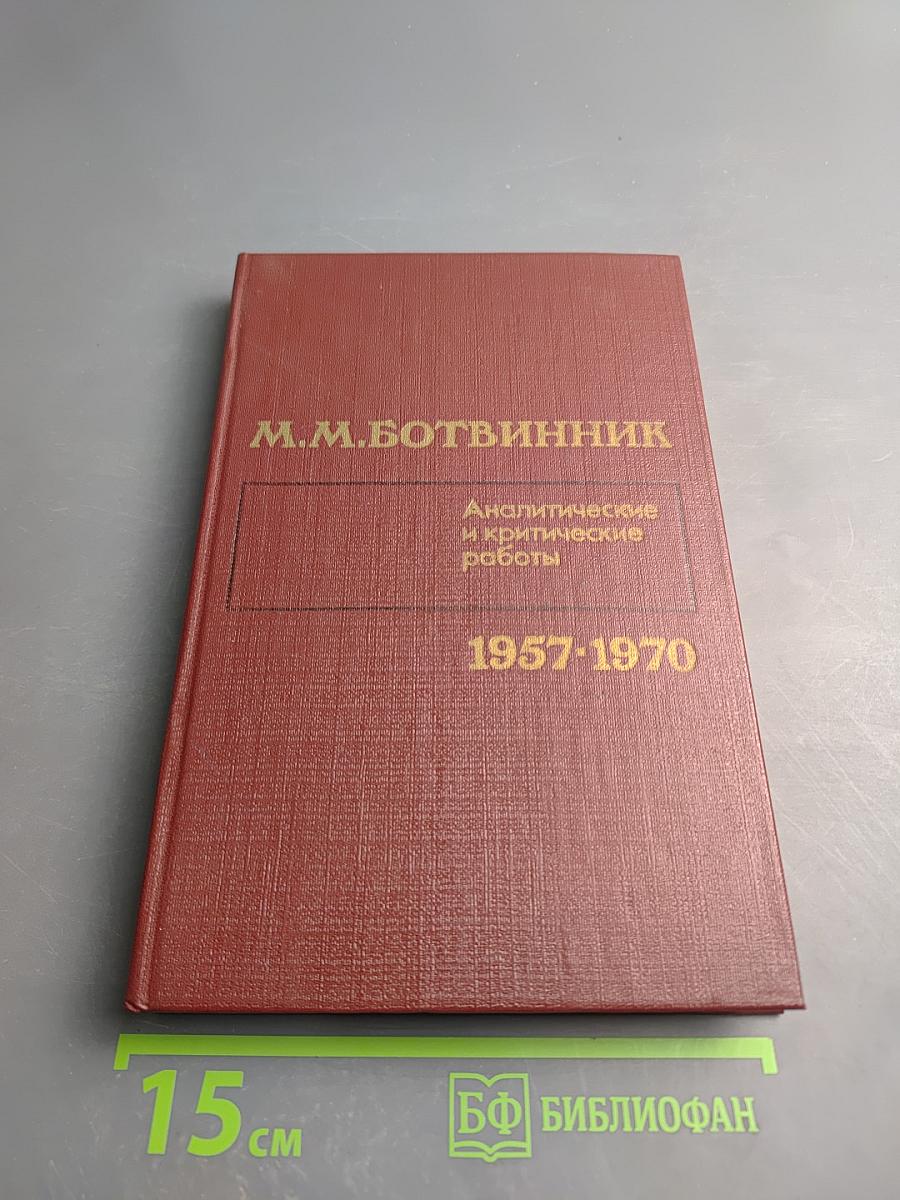 М.М.БОТВИННИК
Аналитические
и критические
работы
1957·1970
15 см
БФ БИБЛИОФАН